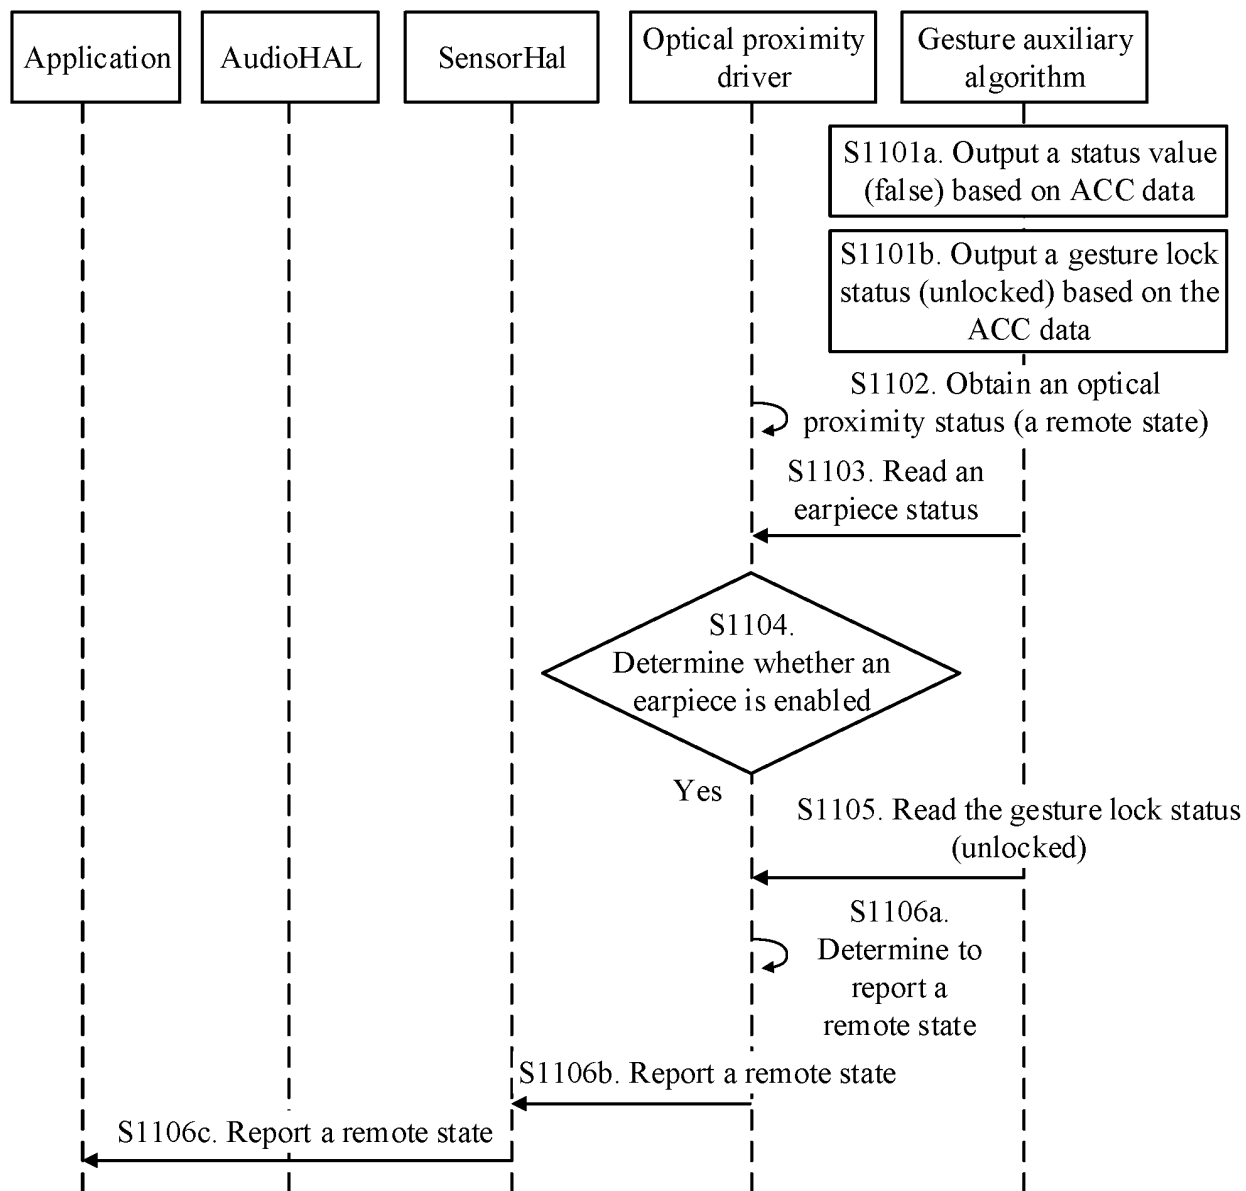 Application
AudioHAL
SensorHal
Optical proximity
driver
Gesture auxiliary
algorithm
S1101a. Output a status value
(false) based on ACC data
S1101b. Output a gesture lock
status (unlocked) based on the
ACC data
S1102. Obtain an optical
proximity status (a remote state)
S1103. Read an
earpiece status
S1104.
Determine whether an
earpiece is enabled
Yes
S1105. Read the gesture lock status
(unlocked)
S1106a.
Determine to
report a
remote state
S1106b. Report a remote state
S1106c. Report a remote state